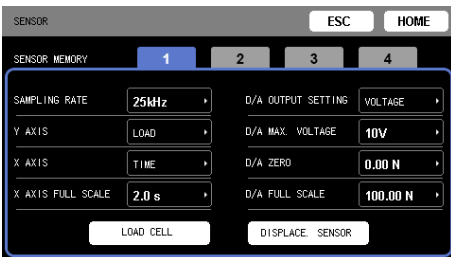 SENSOR ESC HOME
SENSOR MEMORY 1 2 3 4
SAMPLING RATE 25kHz D/A OUTPUT SETTING VOLTAGE
Y AXIS LOAD D/A MAX. VOLTAGE 10V
X AXIS TIME D/A ZERO 0.00 N
X AXIS FULL SCALE 2.0 s D/A FULL SCALE 100.00 N
LOAD CELL DISPLACE. SENSOR